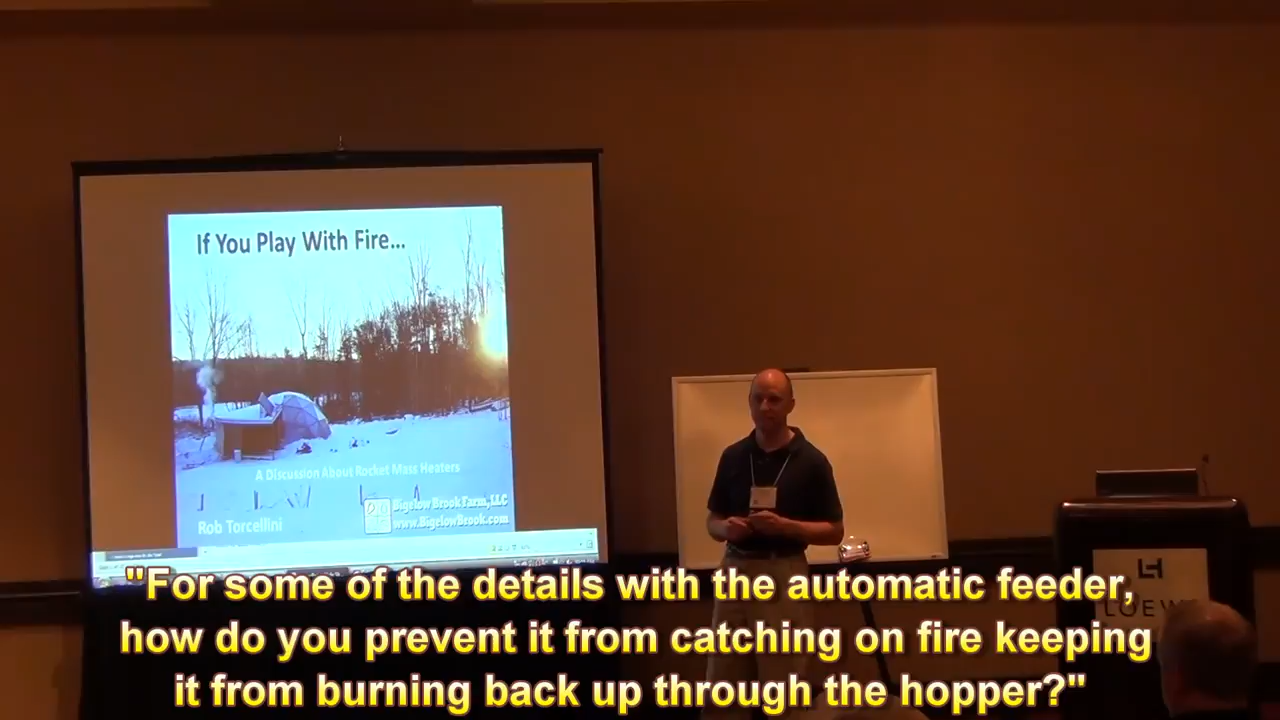 If You Play With Fire...
A Discussion About Rocket Mass Heaters
Bigelow Brook Farm, LLC
www.BigelowBrook.com
Rob Torcellini
LOEWS
"For some of the details with the automatic feeder,
how do you prevent it from catching on fire keeping
it from burning back up through the hopper?"